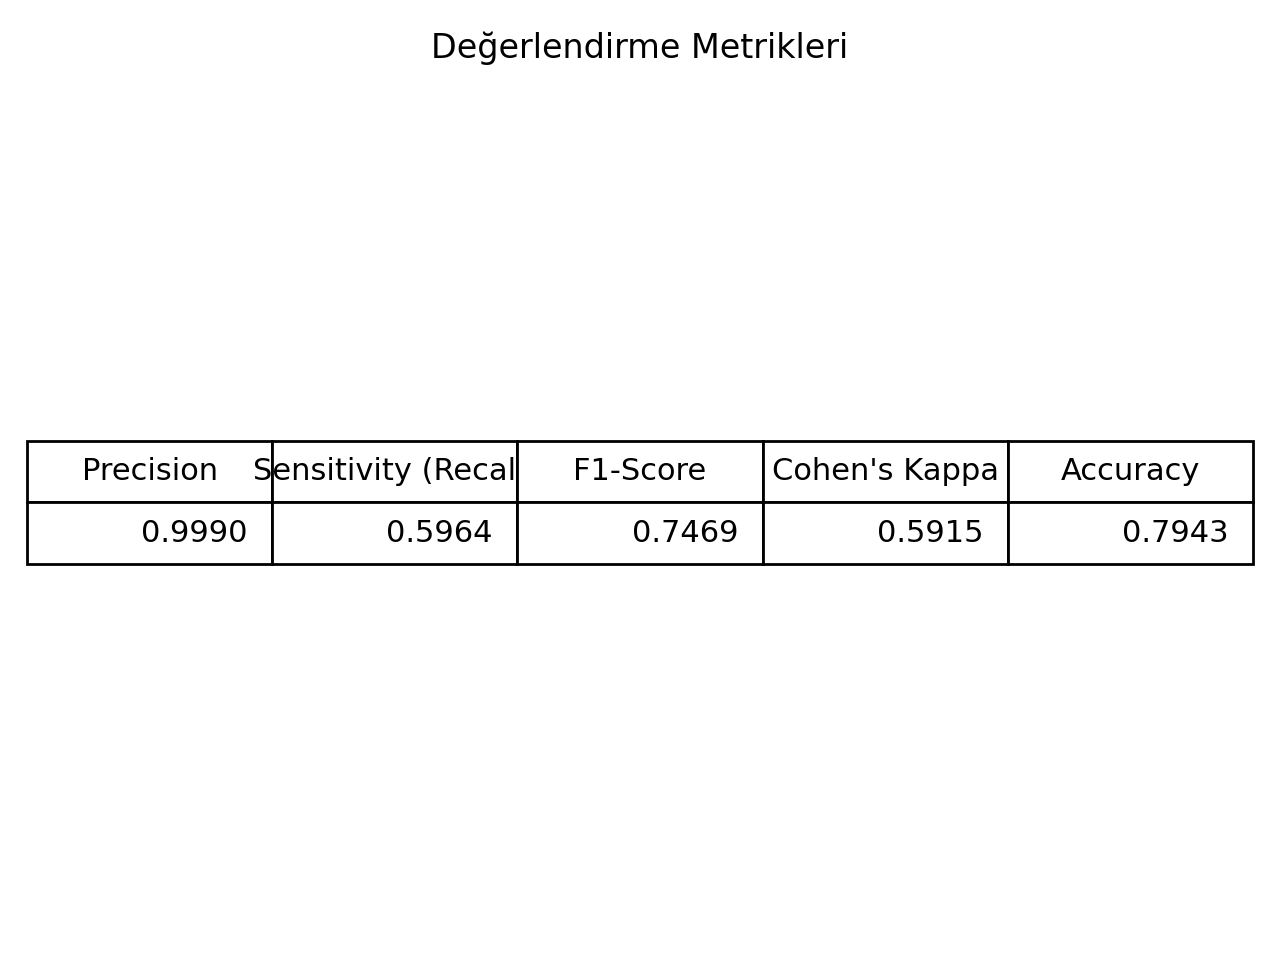 Değerlendirme Metrikleri
Precision Sensitivity (Recal F1-Score Cohen's Kappa Accuracy
0.9990 0.5964 0.7469 0.5915 0.7943